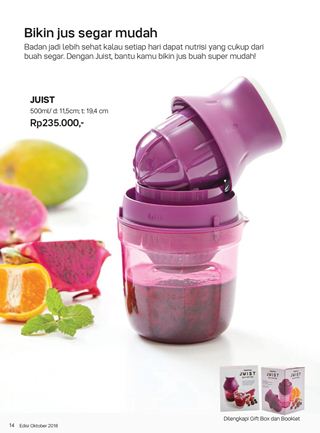 Bikin jus segar mudah
Badan jadi lebih sehat kalau setiap hari dapat nutrisi yang cukup dari
buah segar. Dengan Juist, bantu kamu bikin jus buah super mudah!
JUIST
500ml/ d: 11,5cm; t: 19,4 cm
Rp235.000,-
JUIST
JUIST
Dilengkapi Gift Box dan Booklet
14 Edisi Oktober 2018